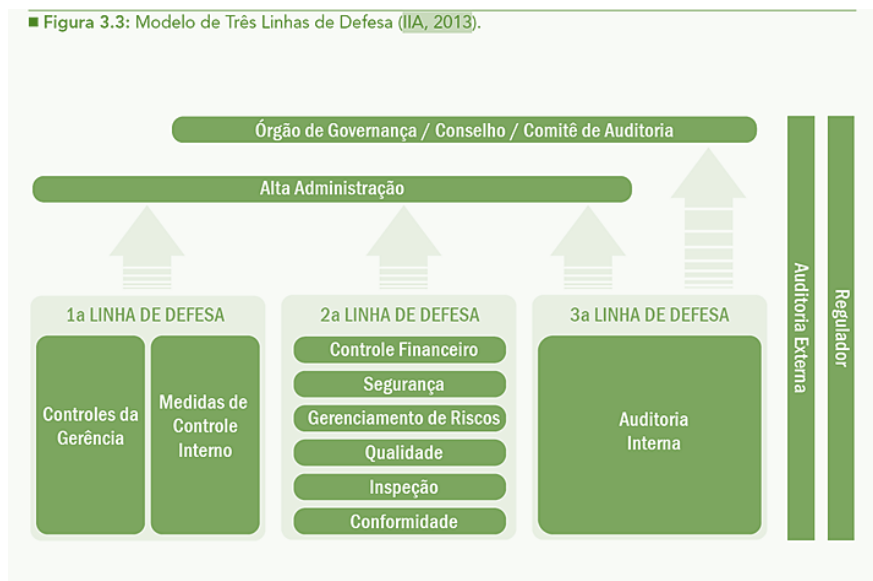 ■ Figura 3.3: Modelo de Três Linhas de Defesa (IIA, 2013).
Órgão de Governança / Conselho / Comitê de Auditoria
Alta Administração
1a LINHA DE DEFESA
Controles da
Gerência
Medidas de
Controle
Interno
2a LINHA DE DEFESA
Controle Financeiro
Segurança
Gerenciamento de Riscos
Qualidade
Inspeção
Conformidade
3a LINHA DE DEFESA
Auditoria
Interna
Auditoria Externa
Regulador